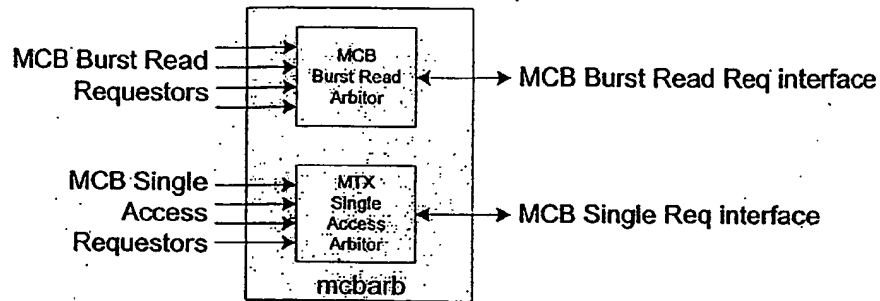 MCB Burst Read
Requestors
MCB
Burst Read
Arbitor
MCB Burst Read Req interface
MCB Single
Access
Requestors
MTX
Single
Access
Arbitor
MCB Single Req interface
mcbarb